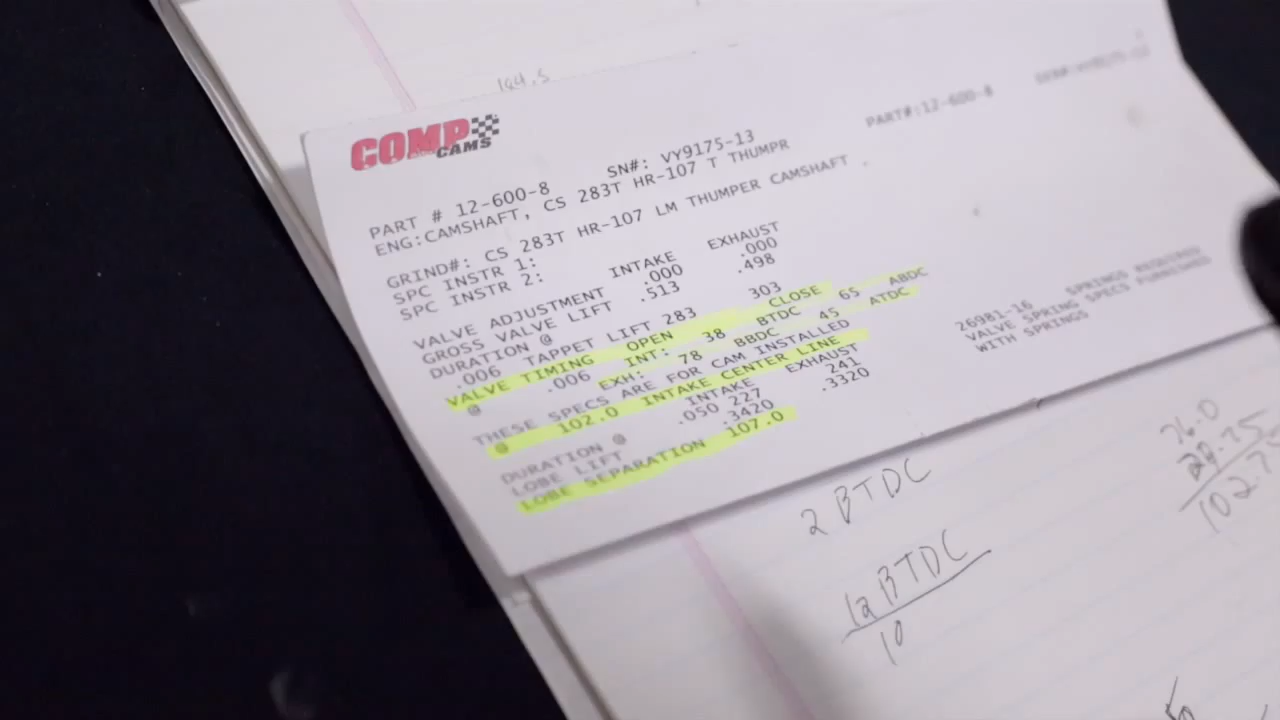 194.5
COMP
CAMS
PART # 12-600-8 SN#: VY9175-13
ENG:CAMSHAFT, CS 283T HR-107 T THUMPR
GRIND#: CS 283T HR-107 LM THUMPER CAMSHAFT
SPC INSTR 1:
SPC INSTR 2:
INTAKE EXHAUST
VALVE ADJUSTMENT .000 .000
GROSS VALVE LIFT .513 .498
DURATION @
.006 TAPPET LIFT 283 303
VALVE TIMING OPEN CLOSE
@ .006 INT: 38 BTDC 65 ABDC
EXH: 78 BBDC 45 ATDC
THESE SPECS ARE FOR CAM INSTALLED
@ 102.0 INTAKE CENTER LINE
INTAKE EXHAUST
DURATION @ .050 227 241
LOBE LIFT .3420 .3320
LOBE SEPARATION 107.0
PART#:12-600-8
26981-16 SPRINGS REQUIRED
VALVE SPRING SPECS FURNISHED
WITH SPRINGS
2 BTDC
12 BTDC
10
76.0
102.75